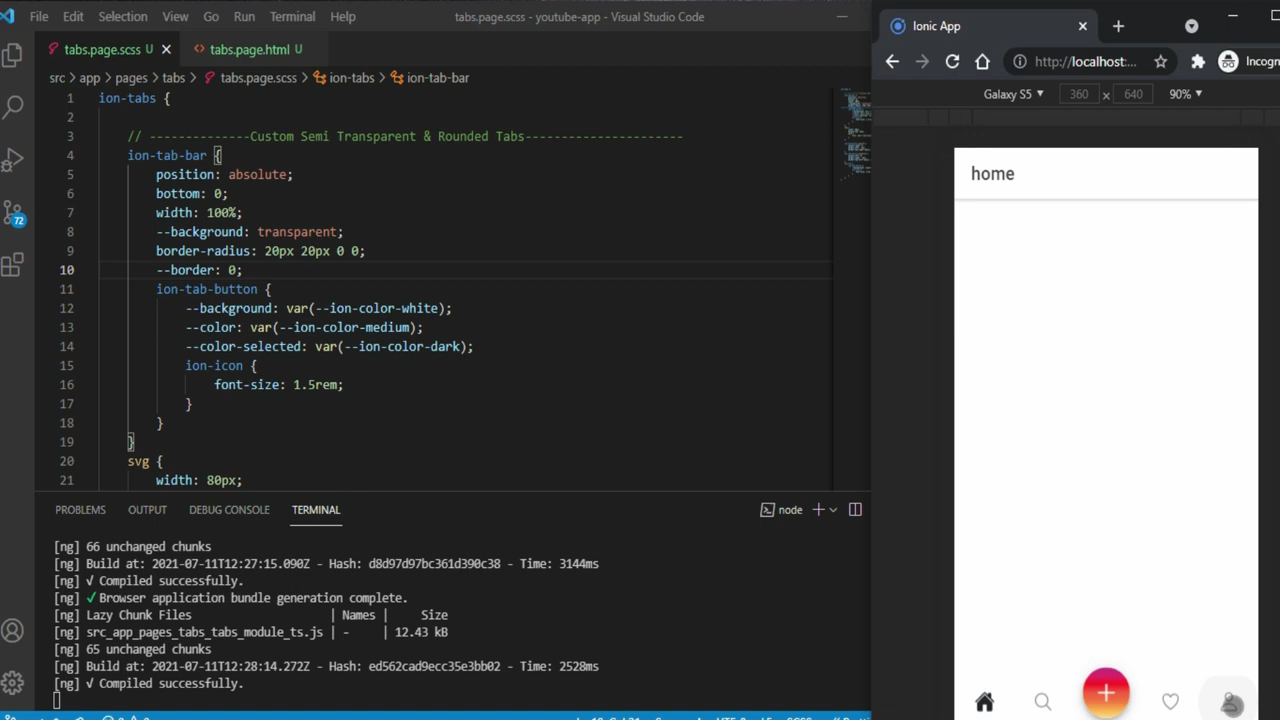 File Edit Selection View Go Run Terminal Help tabs.page.scss - youtube-app - Visual Studio Code
tabs.page.scss U
tabs.page.html U
src > app > pages > tabs > tabs.page.scss > ion-tabs > ion-tab-bar
1 ion-tabs {
2
3 // -------------Custom Semi Transparent & Rounded Tabs----------------------
4 ion-tab-bar {
5 position: absolute;
6 bottom: 0;
7 width: 100%;
8 --background: transparent;
9 border-radius: 20px 20px 0 0;
10 --border: 0;
11 ion-tab-button {
12 --background: var(--ion-color-white);
13 --color: var(--ion-color-medium);
14 --color-selected: var(--ion-color-dark);
15 ion-icon {
16 font-size: 1.5rem;
17 }
18 }
19 }
20 svg {
21 width: 80px;
72
PROBLEMS OUTPUT DEBUG CONSOLE TERMINAL
node
[ng] 66 unchanged chunks
[ng] Build at: 2021-07-11T12:27:15.090Z - Hash: d8d97d97bc361d390c38 - Time: 3144ms
[ng] √ Compiled successfully.
[ng] ✓ Browser application bundle generation complete.
[ng] Lazy Chunk Files | Names | Size
[ng] src_app_pages_tabs_tabs_module_ts.js | - | 12.43 kB
[ng] 65 unchanged chunks
[ng] Build at: 2021-07-11T12:28:14.272Z - Hash: ed562cad9ecc35e3bb02 - Time: 2528ms
[ng] √ Compiled successfully.
Ionic App
http://localhost:...
Incogn
Galaxy S5 360 x 640 90%
home